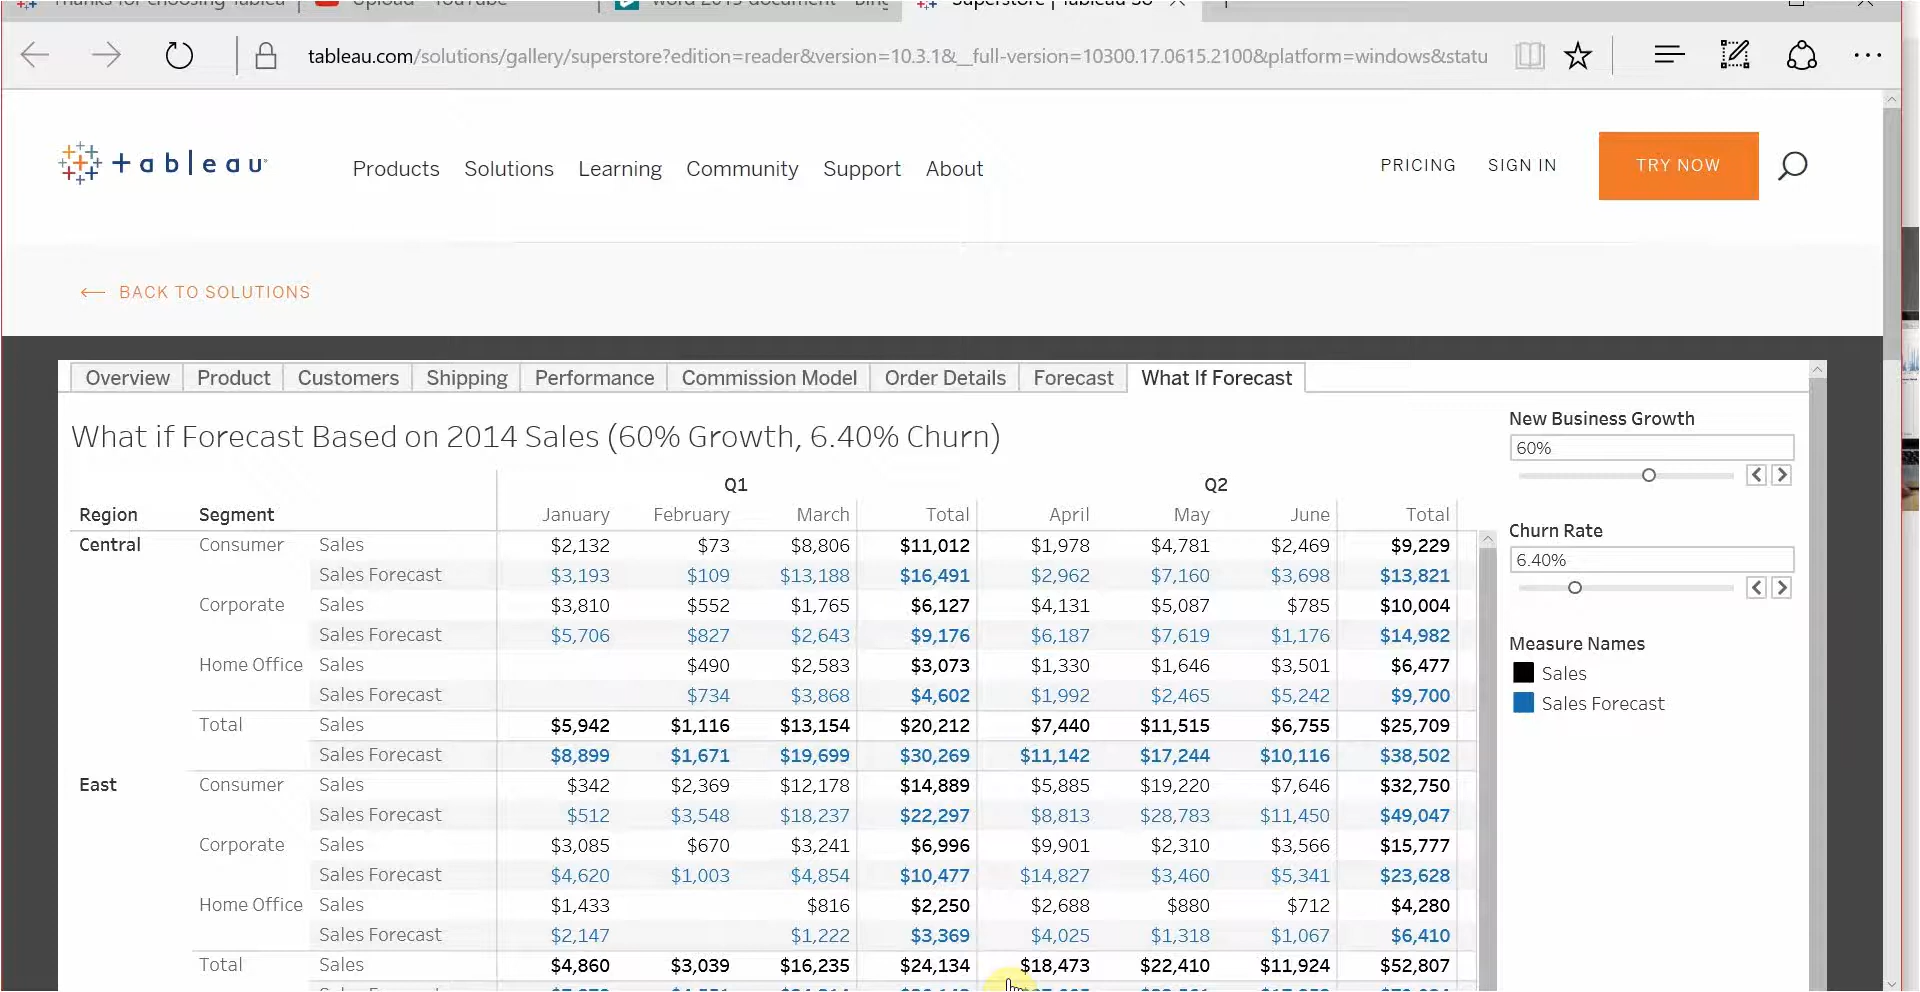 Thanks for choosing Tablea
Upload - YouTube
word 2013 document - Bing
Superstore | Tableau So
tableau.com/solutions/gallery/superstore?edition=reader&version=10.3.1&__full-version=10300.17.0615.2100&platform=windows&statu
+ableau
Products Solutions Learning Community Support About
PRICING SIGN IN TRY NOW
BACK TO SOLUTIONS
Overview Product Customers Shipping Performance Commission Model Order Details Forecast What If Forecast
What if Forecast Based on 2014 Sales (60% Growth, 6.40% Churn)
Q1 Q2
Region Segment January February March Total April May June Total
Central Consumer Sales $2,132 $73 $8,806 $11,012 $1,978 $4,781 $2,469 $9,229
Sales Forecast $3,193 $109 $13,188 $16,491 $2,962 $7,160 $3,698 $13,821
Corporate Sales $3,810 $552 $1,765 $6,127 $4,131 $5,087 $785 $10,004
Sales Forecast $5,706 $827 $2,643 $9,176 $6,187 $7,619 $1,176 $14,982
Home Office Sales $490 $2,583 $3,073 $1,330 $1,646 $3,501 $6,477
Sales Forecast $734 $3,868 $4,602 $1,992 $2,465 $5,242 $9,700
Total Sales $5,942 $1,116 $13,154 $20,212 $7,440 $11,515 $6,755 $25,709
Sales Forecast $8,899 $1,671 $19,699 $30,269 $11,142 $17,244 $10,116 $38,502
East Consumer Sales $342 $2,369 $12,178 $14,889 $5,885 $19,220 $7,646 $32,750
Sales Forecast $512 $3,548 $18,237 $22,297 $8,813 $28,783 $11,450 $49,047
Corporate Sales $3,085 $670 $3,241 $6,996 $9,901 $2,310 $3,566 $15,777
Sales Forecast $4,620 $1,003 $4,854 $10,477 $14,827 $3,460 $5,341 $23,628
Home Office Sales $1,433 $816 $2,250 $2,688 $880 $712 $4,280
Sales Forecast $2,147 $1,222 $3,369 $4,025 $1,318 $1,067 $6,410
Total Sales $4,860 $3,039 $16,235 $24,134 $18,473 $22,410 $11,924 $52,807
New Business Growth
60%
Churn Rate
6.40%
Measure Names
Sales
Sales Forecast